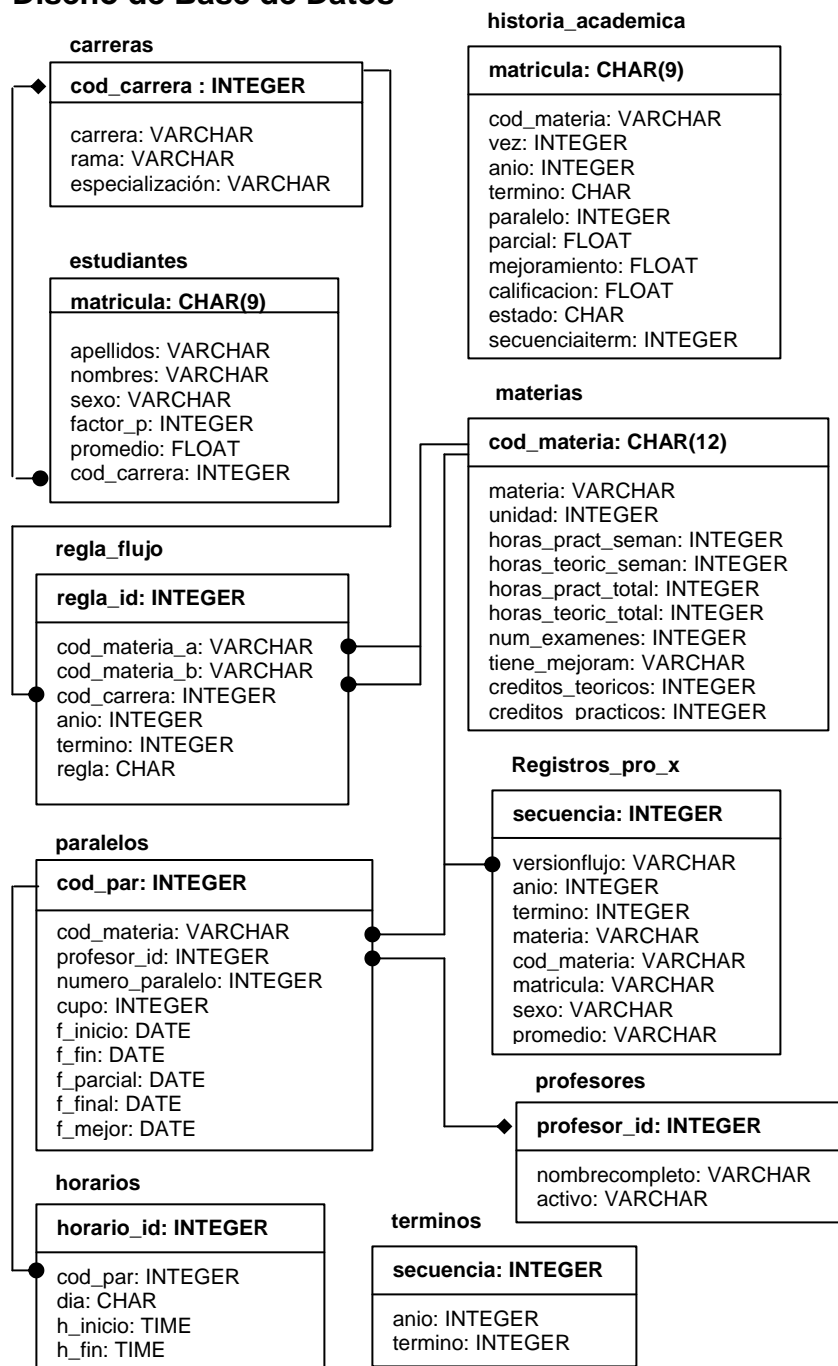 Diseño de Base de Datos
carreras
cod_carrera : INTEGER
carrera: VARCHAR
rama: VARCHAR
especialización: VARCHAR
estudiantes
matricula: CHAR(9)
apellidos: VARCHAR
nombres: VARCHAR
sexo: VARCHAR
factor_p: INTEGER
promedio: FLOAT
cod_carrera: INTEGER
regla_flujo
regla_id: INTEGER
cod_materia_a: VARCHAR
cod_materia_b: VARCHAR
cod_carrera: INTEGER
anio: INTEGER
termino: INTEGER
regla: CHAR
paralelos
cod_par: INTEGER
cod_materia: VARCHAR
profesor_id: INTEGER
numero_paralelo: INTEGER
cupo: INTEGER
f_inicio: DATE
f_fin: DATE
f_parcial: DATE
f_final: DATE
f_mejor: DATE
horarios
horario_id: INTEGER
cod_par: INTEGER
dia: CHAR
h_inicio: TIME
h_fin: TIME
historia_academica
matricula: CHAR(9)
cod_materia: VARCHAR
vez: INTEGER
anio: INTEGER
termino: CHAR
paralelo: INTEGER
parcial: FLOAT
mejoramiento: FLOAT
calificacion: FLOAT
estado: CHAR
secuenciaiterm: INTEGER
materias
cod_materia: CHAR(12)
materia: VARCHAR
unidad: INTEGER
horas_pract_seman: INTEGER
horas_teoric_seman: INTEGER
horas_pract_total: INTEGER
horas_teoric_total: INTEGER
num_examenes: INTEGER
tiene_mejoram: VARCHAR
creditos_teoricos: INTEGER
creditos_practicos: INTEGER
Registros_pro_x
secuencia: INTEGER
versionflujo: VARCHAR
anio: INTEGER
termino: INTEGER
materia: VARCHAR
cod_materia: VARCHAR
matricula: VARCHAR
sexo: VARCHAR
promedio: VARCHAR
profesores
profesor_id: INTEGER
nombrecompleto: VARCHAR
activo: VARCHAR
terminos
secuencia: INTEGER
anio: INTEGER
termino: INTEGER